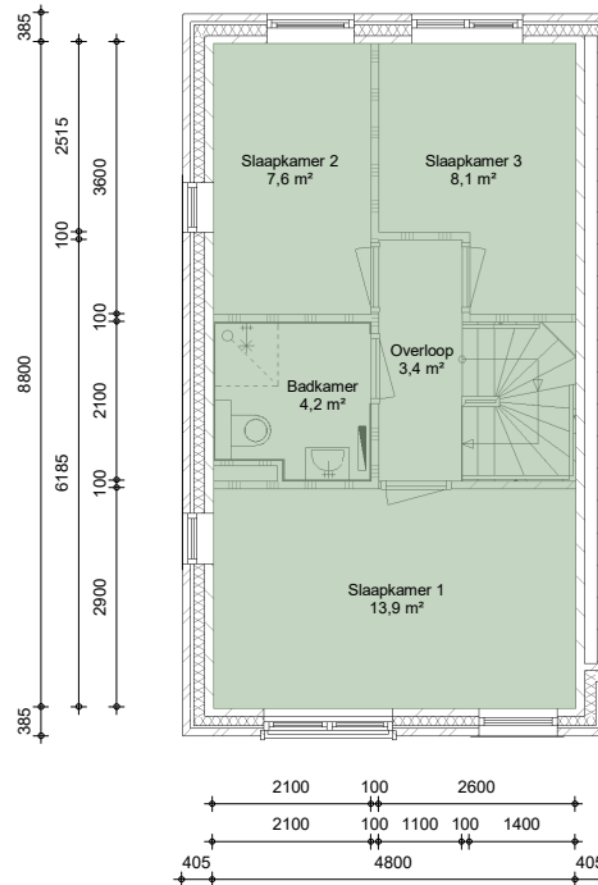 385
8800
385
2515
100
6185
3600
100
2100
100
2900
Slaapkamer 2
7,6 m²
Slaapkamer 3
8,1 m²
Overloop
3,4 m²
Badkamer
4,2 m²
Slaapkamer 1
13,9 m²
2100 100 2600
2100 100 1100 100 1400
405 4800 405